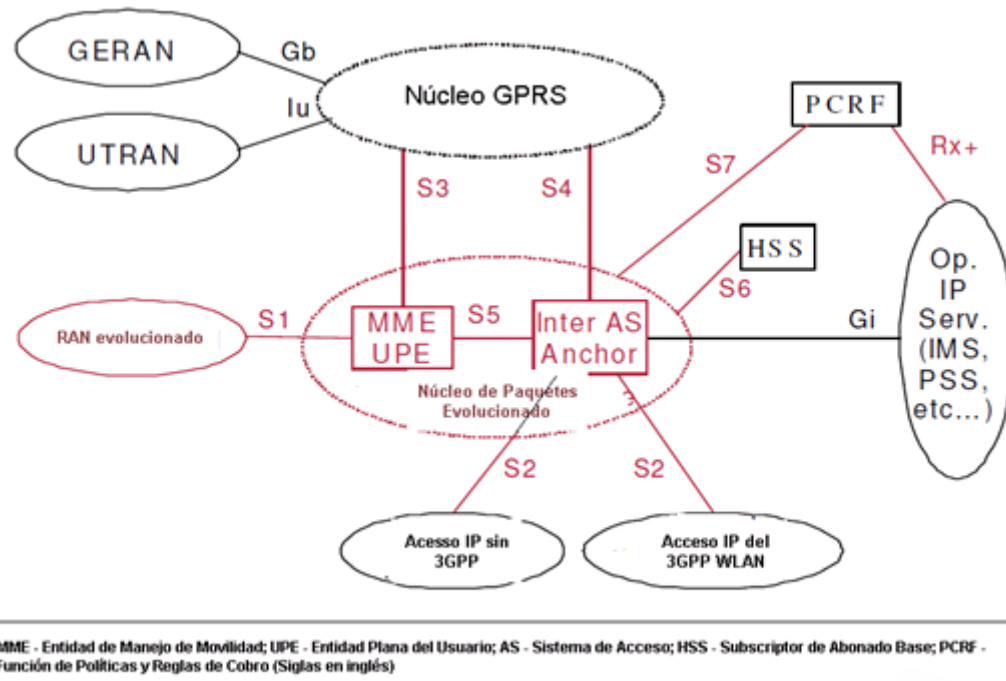 GERAN
Gb
Núcleo GPRS
PCRF
Iu
UTRAN
Rx+
S7
S3
S4
HSS
S6
Op.
IP
Serv.
(IMS,
PSS,
etc...)
Gi
RAN evolucionado
S1
MME
UPE
S5
Inter AS
Anchor
Núcleo de Paquetes
Evolucionado
S2
S2
Acesso IP sin
3GPP
Acceso IP del
3GPP WLAN
MME - Entidad de Manejo de Movilidad; UPE - Entidad Plana del Usuario; AS - Sistema de Acceso; HSS - Subscriptor de Abonado Base; PCRF -
Función de Políticas y Reglas de Cobro (Siglas en inglés)